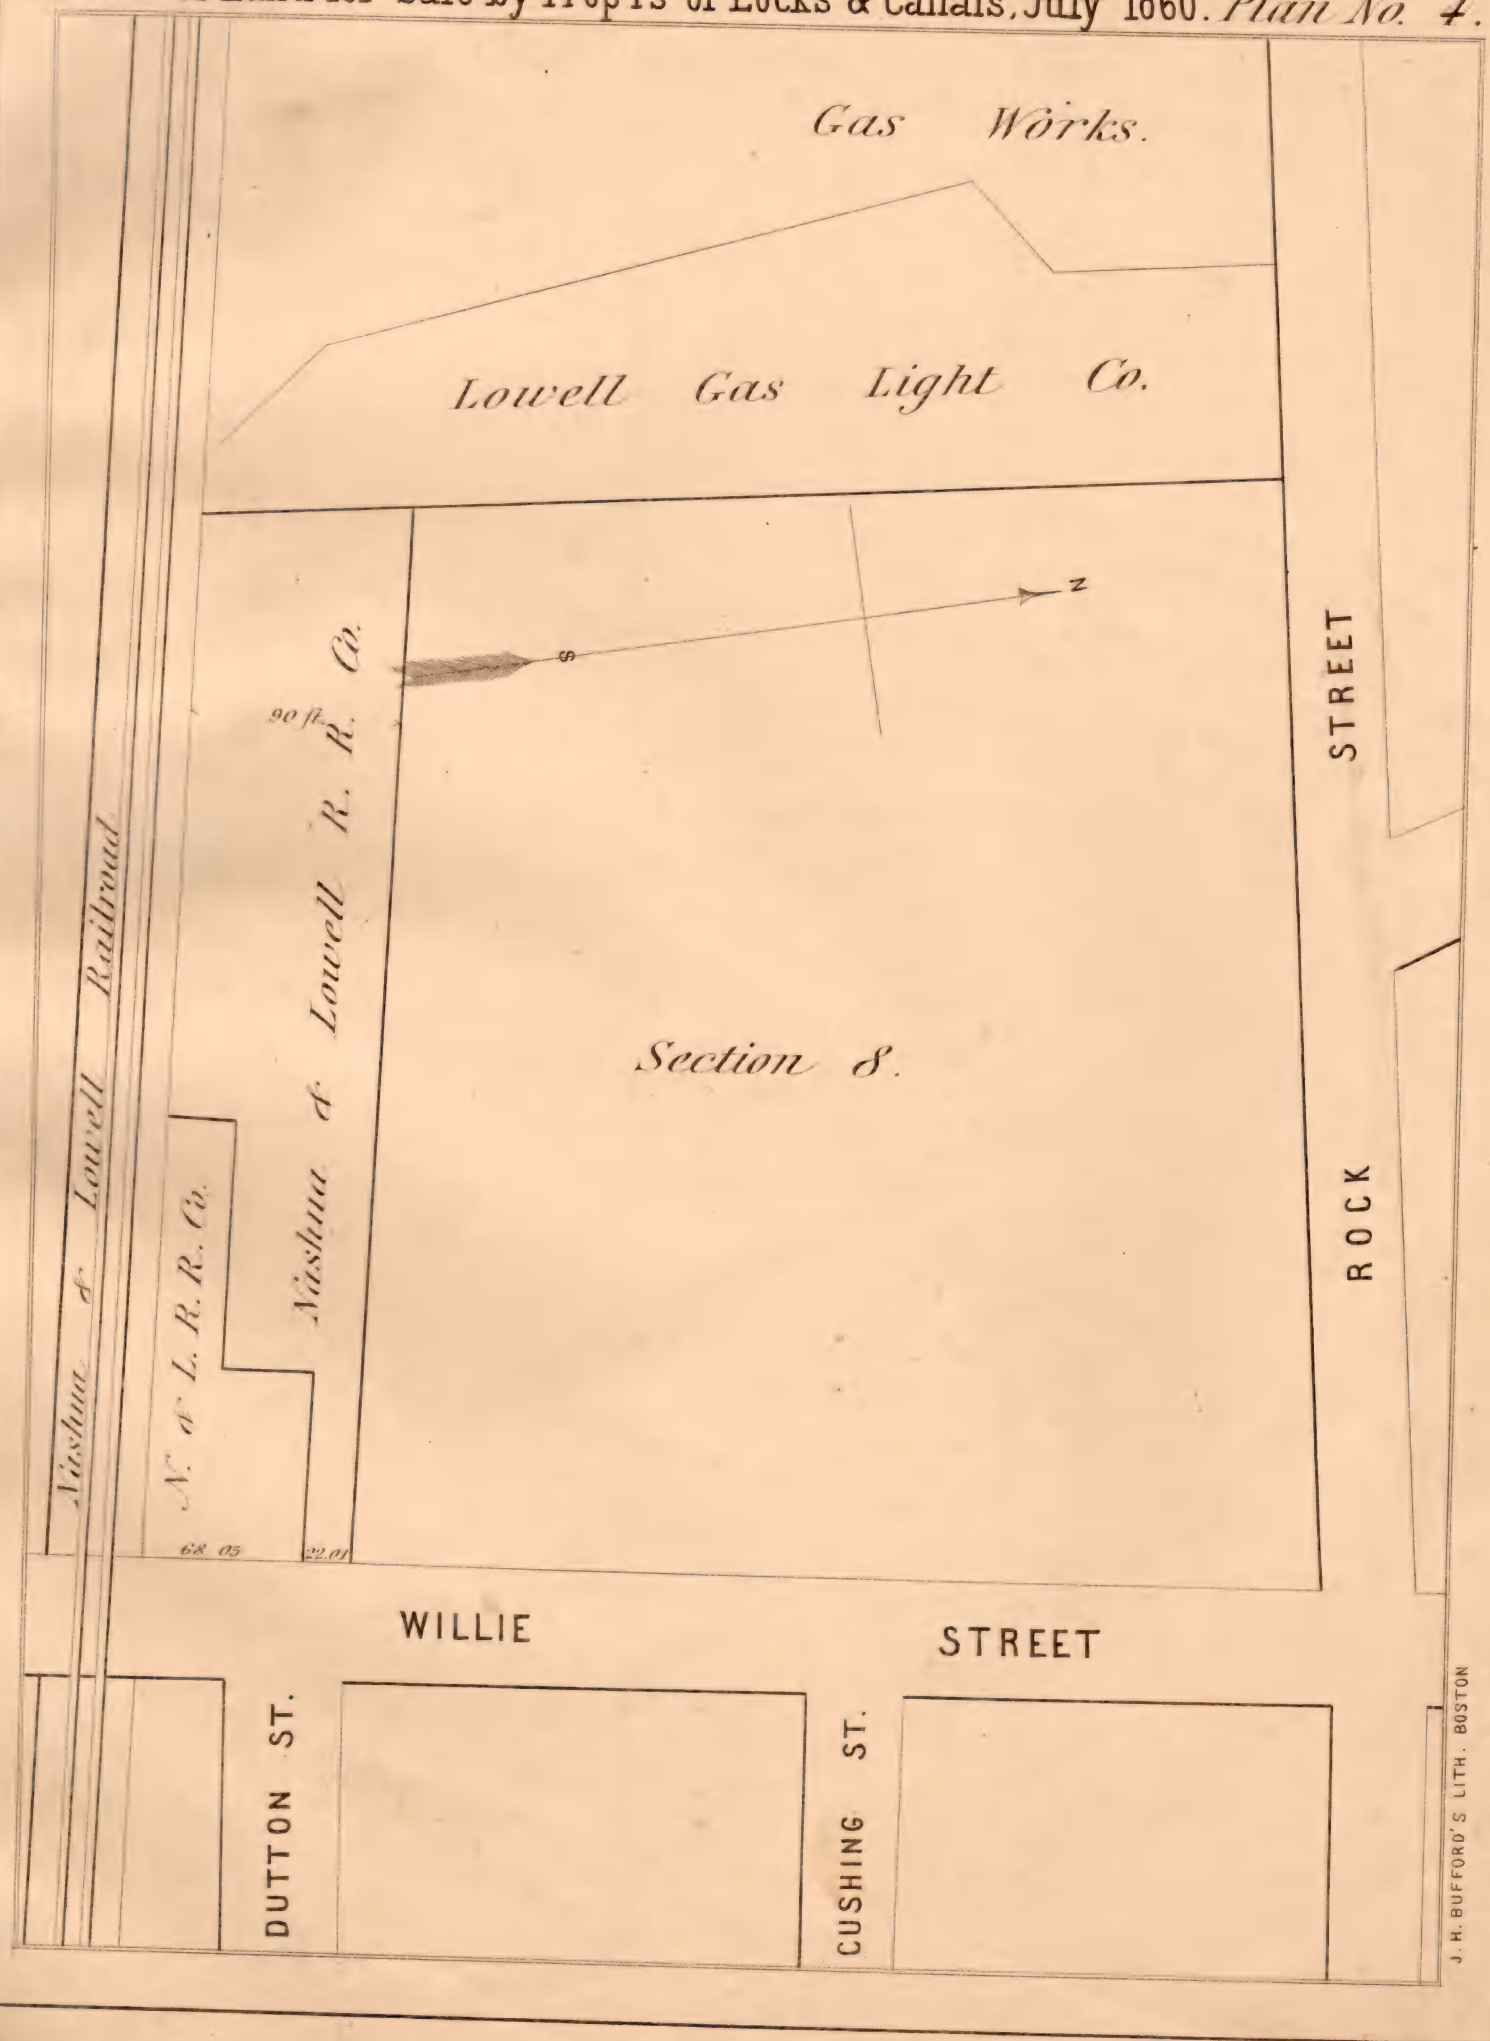 Land for Sale by Prop'rs of Locks & Canals, July 1860. Plan No. 4.
Gas Works.
Lowell Gas Light Co.
N
S
90 ft.
Nashua & Lowell R. R. Co.
Nashua & Lowell Railroad
N. & L. R. R. Co.
Section 8.
ROCK STREET
68 05
22.01
WILLIE STREET
DUTTON ST.
CUSHING ST.
J. H. BUFFORD'S LITH. BOSTON